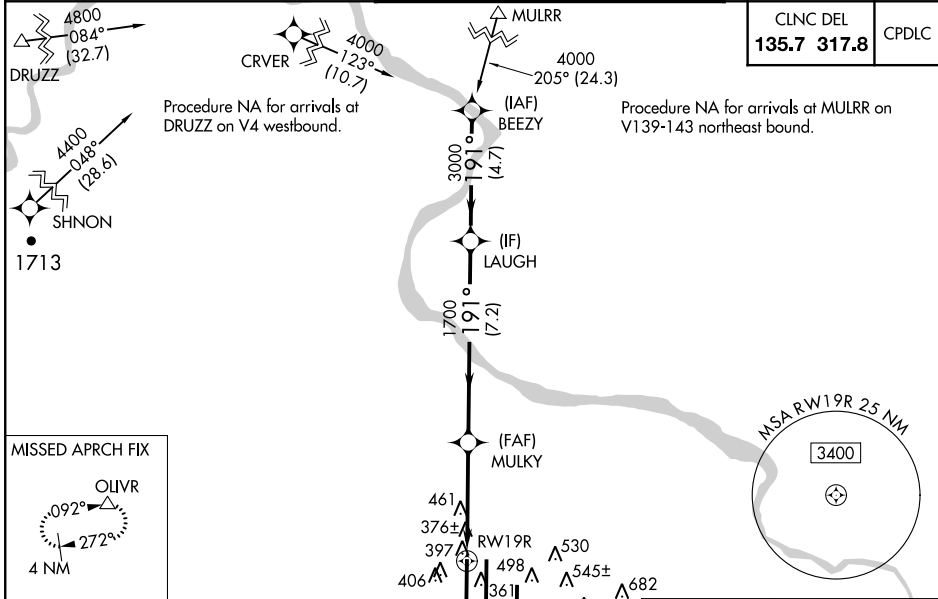 4800
084°
(32.7)
DRUZZ
CRVER
4000
123°
(10.7)
MULRR
4000
205° (24.3)
CLNC DEL
135.7 317.8
CPDLC
Procedure NA for arrivals at
DRUZZ on V4 westbound.
(IAF)
BEEZY
Procedure NA for arrivals at MULRR on
V139-143 northeast bound.
4400
048°
(28.6)
SHNON
1713
3000
191°
(4.7)
(IF)
LAUGH
1700
191°
(7.2)
(FAF)
MULKY
MSA RW19R 25 NM
3400
MISSED APRCH FIX
OLIVR
092°
272°
4 NM
461
376±
397
406
RW19R
361
498
530
545±
682